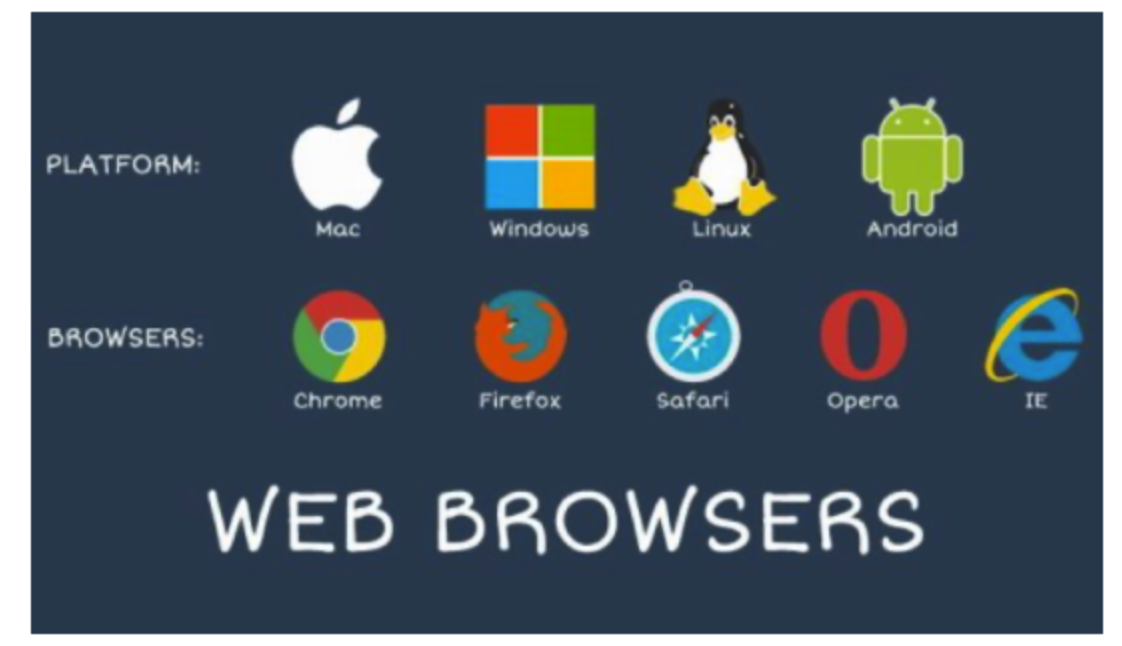 PLATFORM:
Mac Windows Linux Android
BROWSERS:
Chrome Firefox Safari Opera IE
WEB BROWSERS